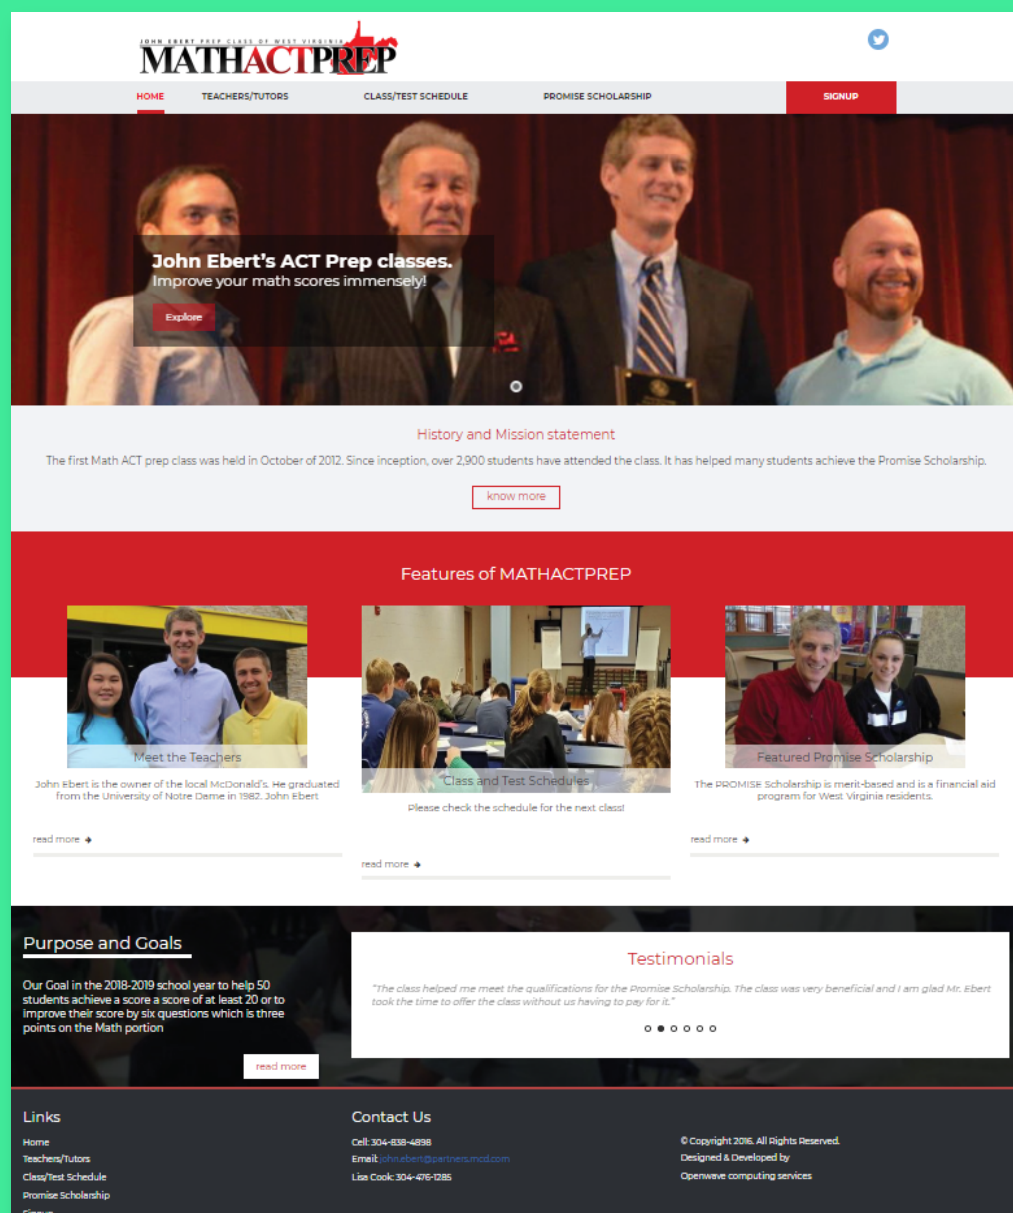 JOHN EBERT PREP CLASS OF WEST VIRGINIA
MATHACTPREP
HOME TEACHERS/TUTORS CLASS/TEST SCHEDULE PROMISE SCHOLARSHIP SIGNUP
John Ebert's ACT Prep classes.
Improve your math scores immensely!
Explore
History and Mission statement
The first Math ACT prep class was held in October of 2012. Since inception, over 2,900 students have attended the class. It has helped many students achieve the Promise Scholarship.
know more
Features of MATHACTPREP
Meet the Teachers
John Ebert is the owner of the local McDonald's. He graduated
from the University of Notre Dame in 1982. John Ebert
read more
Class and Test Schedules
Please check the schedule for the next class!
read more
Featured Promise Scholarship
The PROMISE Scholarship is merit-based and is a financial aid
program for West Virginia residents.
read more
Purpose and Goals
Our Goal in the 2018-2019 school year to help 50
students achieve a score a score of at least 20 or to
improve their score by six questions which is three
points on the Math portion
read more
Testimonials
"The class helped me meet the qualifications for the Promise Scholarship. The class was very beneficial and I am glad Mr. Ebert
took the time to offer the class without us having to pay for it."
Links
Home
Teachers/Tutors
Class/Test Schedule
Promise Scholarship
Signup
Contact Us
Cell: 304-838-4898
Email: john.ebert@partners.mcd.com
Lisa Cook: 304-476-1285
© Copyright 2016. All Rights Reserved.
Designed & Developed by
Openwave computing services